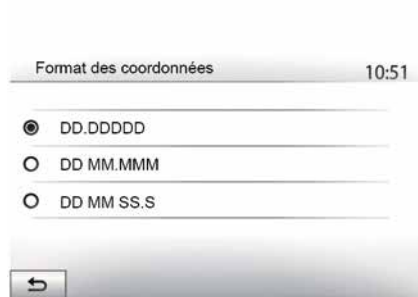 Format des coordonnées
10:51
DD.DDDDD
DD MM.MMM
DD MM SS.S